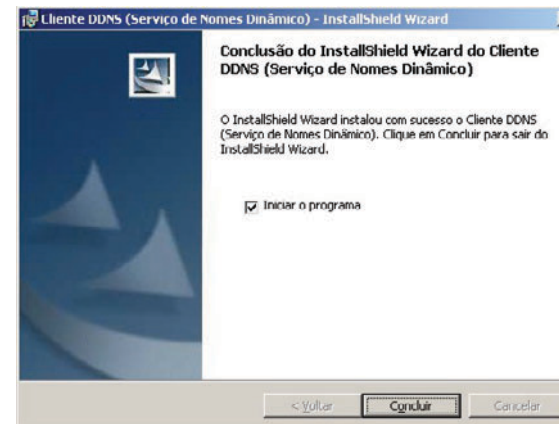 Cliente DDNS (Serviço de Nomes Dinâmico) - InstallShield Wizard
Conclusão do InstallShield Wizard do Cliente
DDNS (Serviço de Nomes Dinâmico)
O InstallShield Wizard instalou com sucesso o Cliente DDNS
(Serviço de Nomes Dinâmico). Clique em Concluir para sair do
InstallShield Wizard.
Iniciar o programa
< Voltar Concluir Cancelar